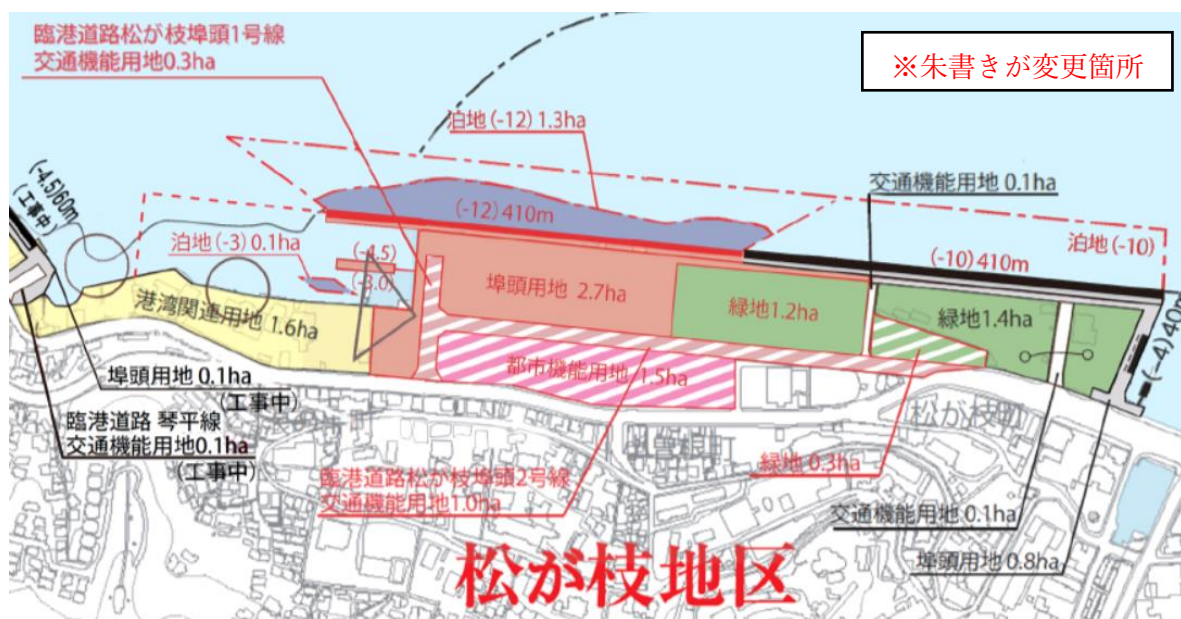 臨港道路松が枝埠頭1号線
交通機能用地0.3ha
※朱書きが変更箇所
泊地(-12)1.3ha
(-4.5)60m
(工事中)
交通機能用地 0.1ha
(-12)410m
泊地(-3)0.1ha
(-4.5)
(-3.0)
泊地(-10)
(-10)410m
港湾関連用地 1.6ha
埠頭用地 2.7ha
緑地1.2ha
緑地1.4ha
(-4)40m
都市機能用地 1.5ha
埠頭用地 0.1ha
(工事中)
臨港道路 琴平線
交通機能用地0.1ha
(工事中)
松が枝町
緑地 0.3ha
臨港道路松が枝埠頭2号線
交通機能用地1.0ha
交通機能用地 0.1ha
埠頭用地 0.8ha
松が枝地区